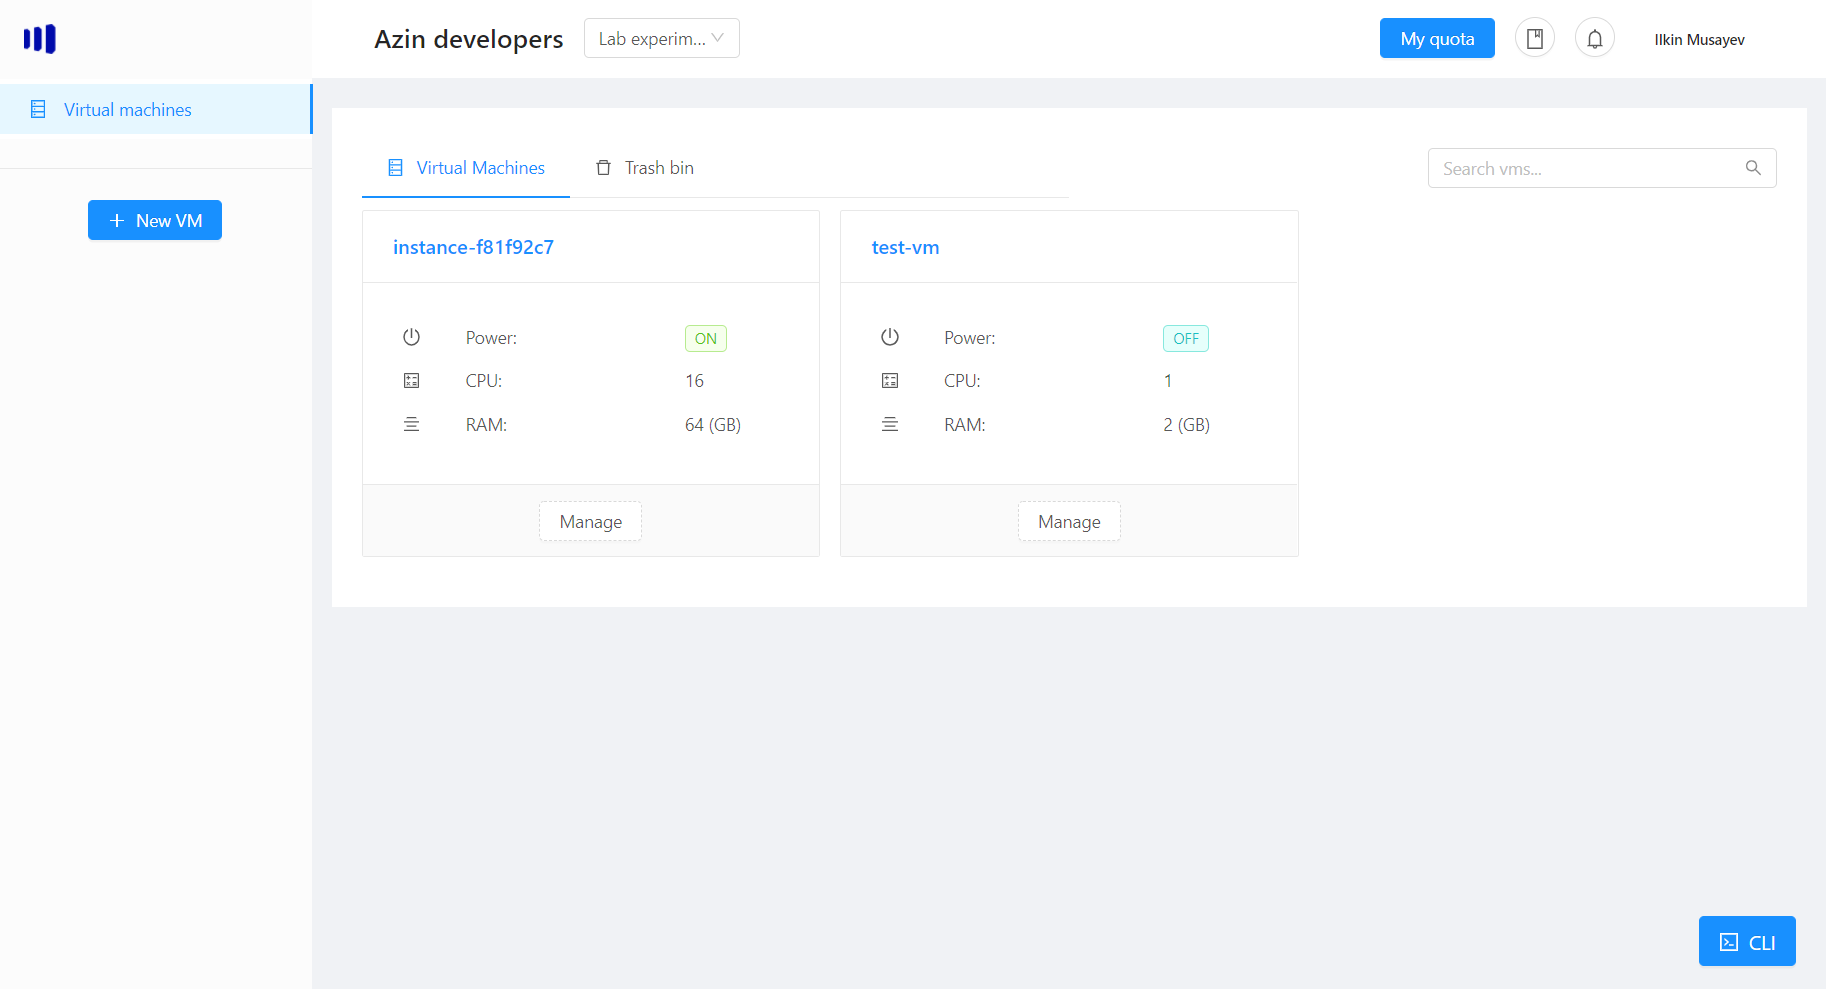 Azin developers
Lab experim...
My quota
Ilkin Musayev
Virtual machines
New VM
Virtual Machines
Trash bin
Search vms...
instance-f81f92c7
Power: ON
CPU: 16
RAM: 64 (GB)
Manage
test-vm
Power: OFF
CPU: 1
RAM: 2 (GB)
Manage
CLI